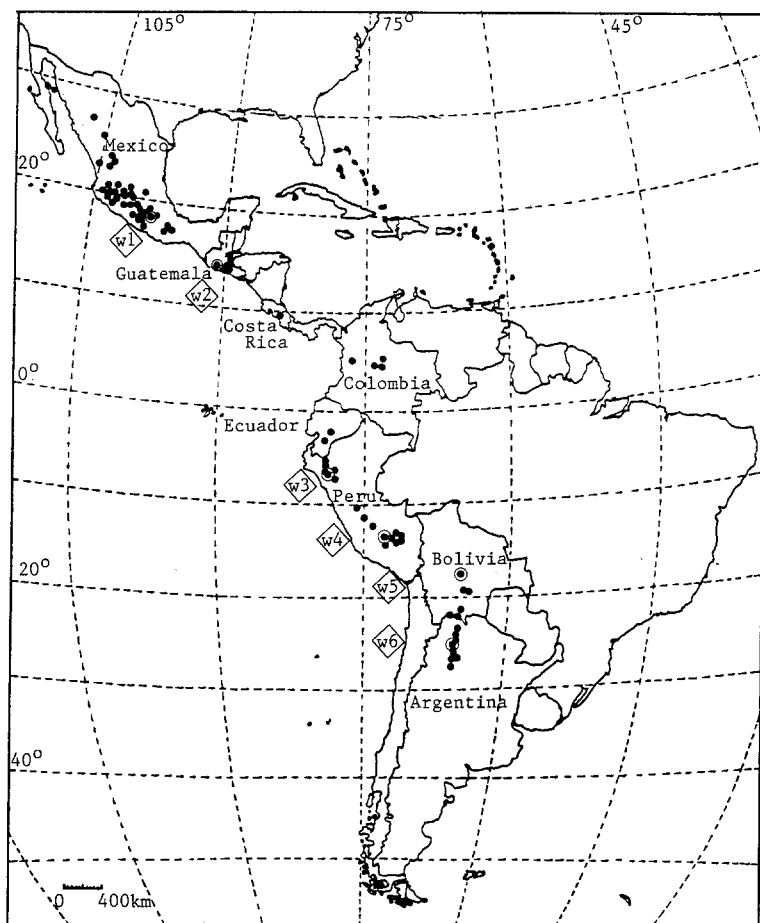 105° 75° 45°
Mexico
20°
w1
Guatemala
w2
Costa
Rica
0°
Colombia
Ecuador
w3
Peru
w4
Bolivia
20°
w5
w6
Argentina
40°
0 400km